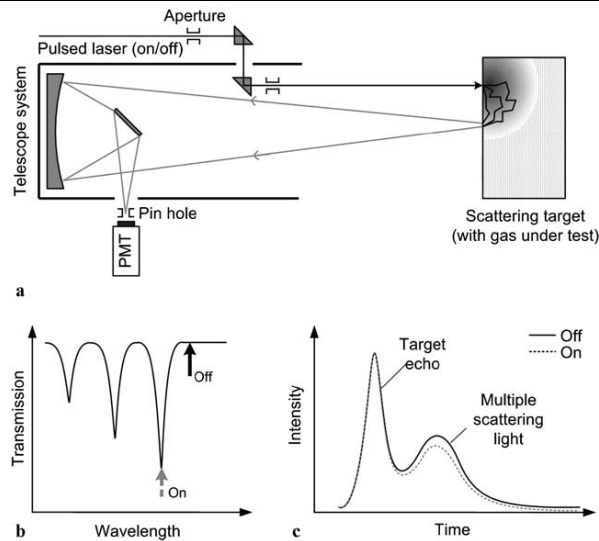 Aperture
Pulsed laser (on/off)
Telescope system
Pin hole
PMT
Scattering target
(with gas under test)
a
Transmission
Off
On
b
Wavelength
Intensity
Target
echo
Off
On
Multiple
scattering
light
c
Time